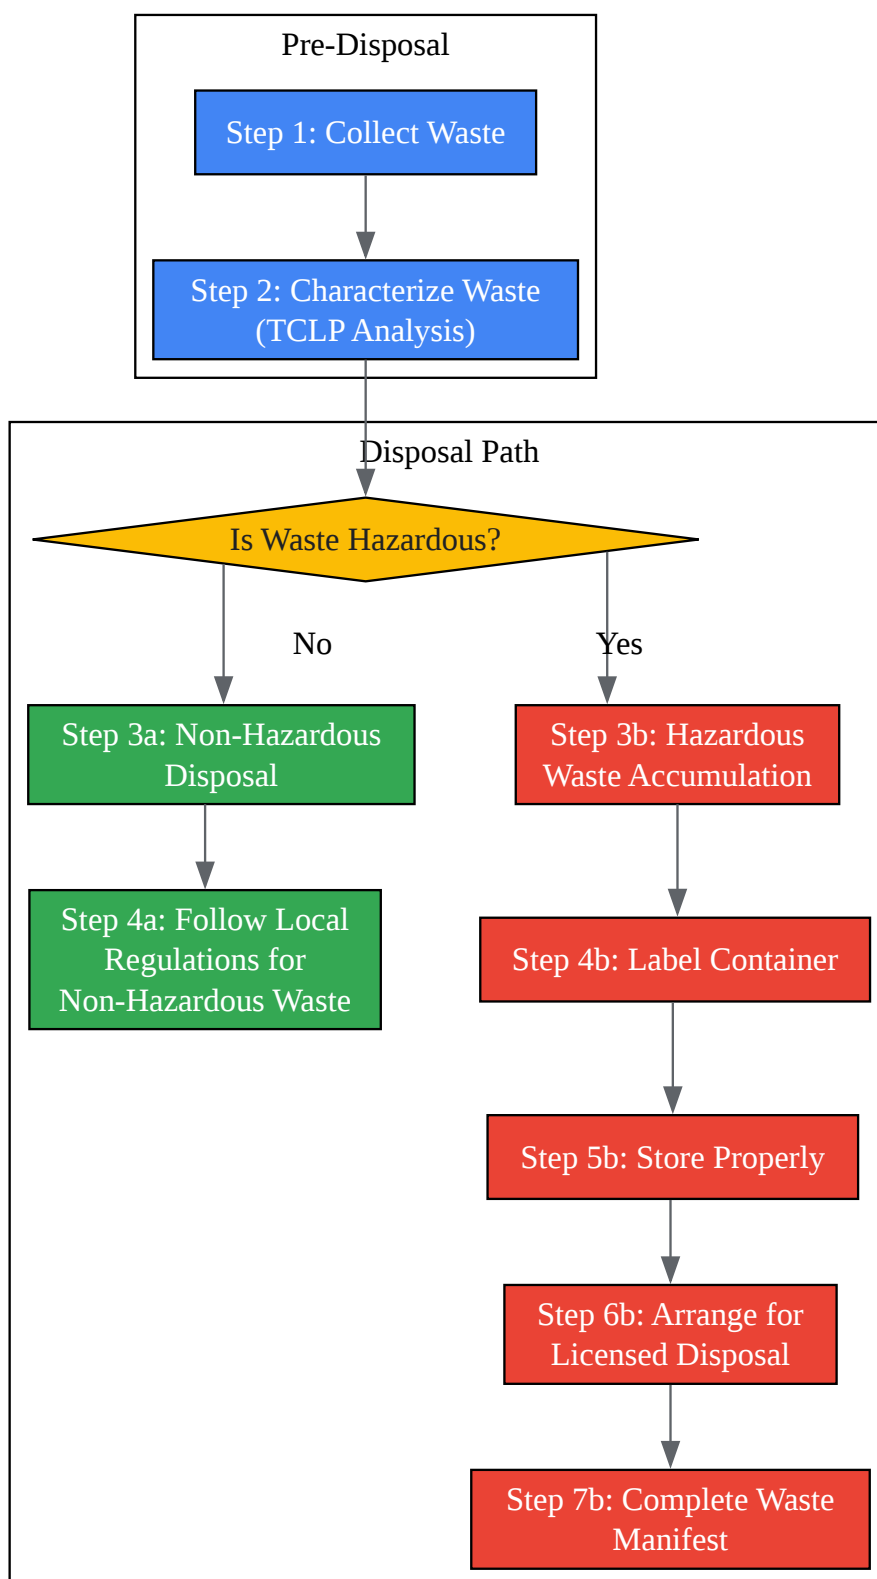 Pre-Disposal
Step 1: Collect Waste
Step 2: Characterize Waste
(TCLP Analysis)
Disposal Path
Is Waste Hazardous?
No
Yes
Step 3a: Non-Hazardous
Disposal
Step 3b: Hazardous
Waste Accumulation
Step 4a: Follow Local
Regulations for
Non-Hazardous Waste
Step 4b: Label Container
Step 5b: Store Properly
Step 6b: Arrange for
Licensed Disposal
Step 7b: Complete Waste
Manifest